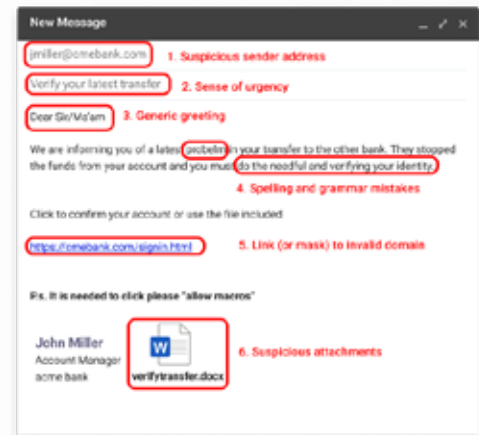 New Message
jmiller@omebank.com 1. Suspicious sender address
Verify your latest transfer 2. Sense of urgency
Dear Sir/Ma'am 3. Generic greeting
We are informing you of a latest probelm in your transfer to the other bank. They stopped
the funds from your account and you must do the needful and verifying your identity.
4. Spelling and grammar mistakes
Click to confirm your account or use the file included
https://omebank.com/signin.html 5. Link (or mask) to invalid domain
P.s. It is needed to click please "allow macros"
John Miller
Account Manager
acme bank
W
verifytransfer.docx
6. Suspicious attachments